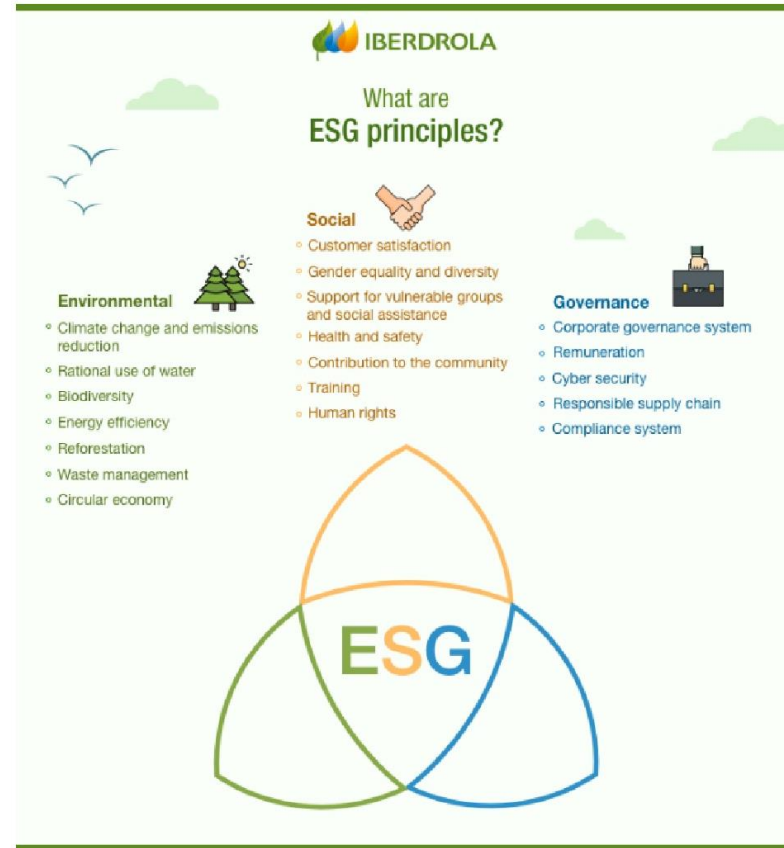 IBERDROLA
What are
ESG principles?
Social
Customer satisfaction
Gender equality and diversity
Support for vulnerable groups
and social assistance
Health and safety
Contribution to the community
Training
Human rights
Environmental
Climate change and emissions
reduction
Rational use of water
Biodiversity
Energy efficiency
Reforestation
Waste management
Circular economy
Governance
Corporate governance system
Remuneration
Cyber security
Responsible supply chain
Compliance system
ESG